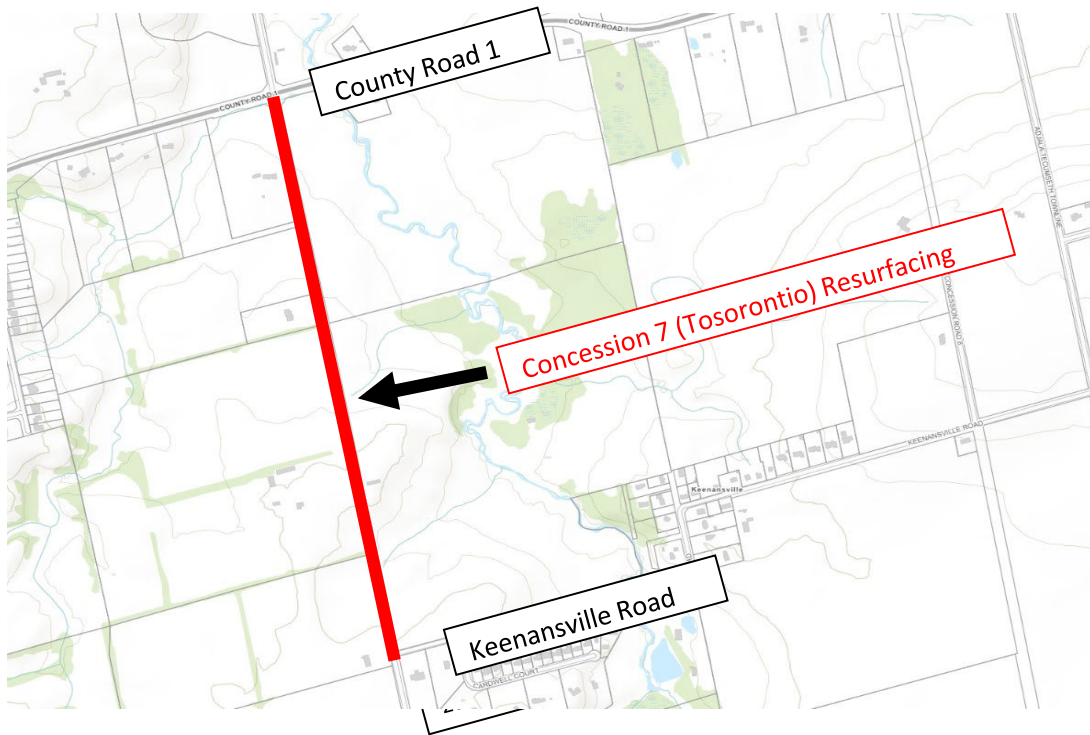 COUNTY ROAD 1
County Road 1
COUNTY ROAD 1
ADJALA-TECUMSETH TOWNLINE
Concession 7 (Tosorontio) Resurfacing
CONCESSION ROAD 8
KEENANSVILLE ROAD
Keenansville
Keenansville Road
CARDWELL COURT